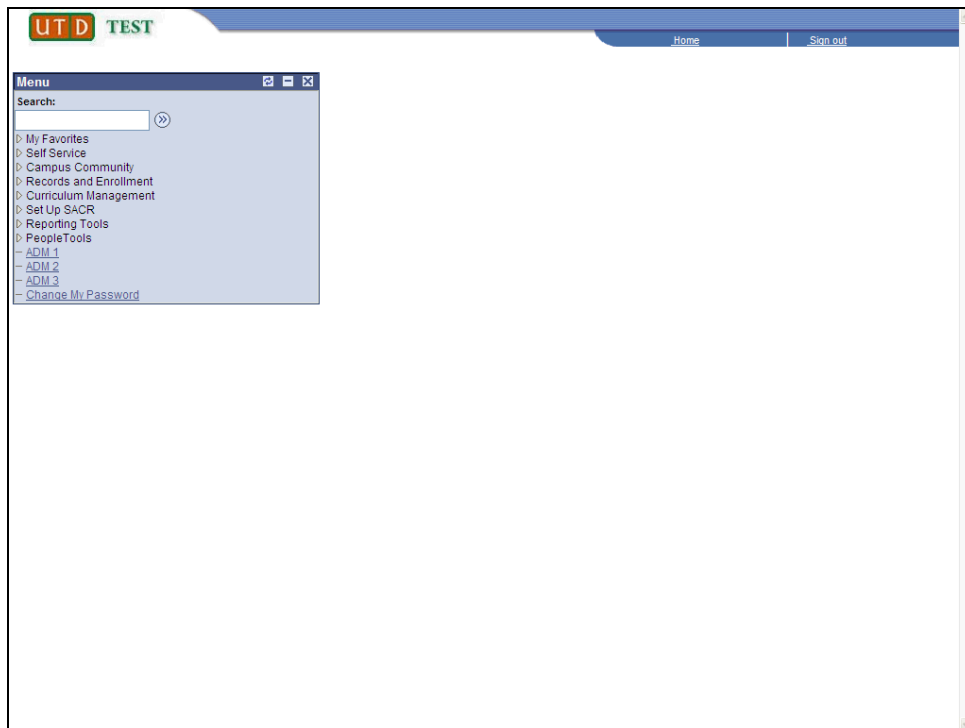 UTD TEST
Home Sign out
Menu
Search:
My Favorites
Self Service
Campus Community
Records and Enrollment
Curriculum Management
Set Up SACR
Reporting Tools
PeopleTools
ADM 1
ADM 2
ADM 3
Change My Password